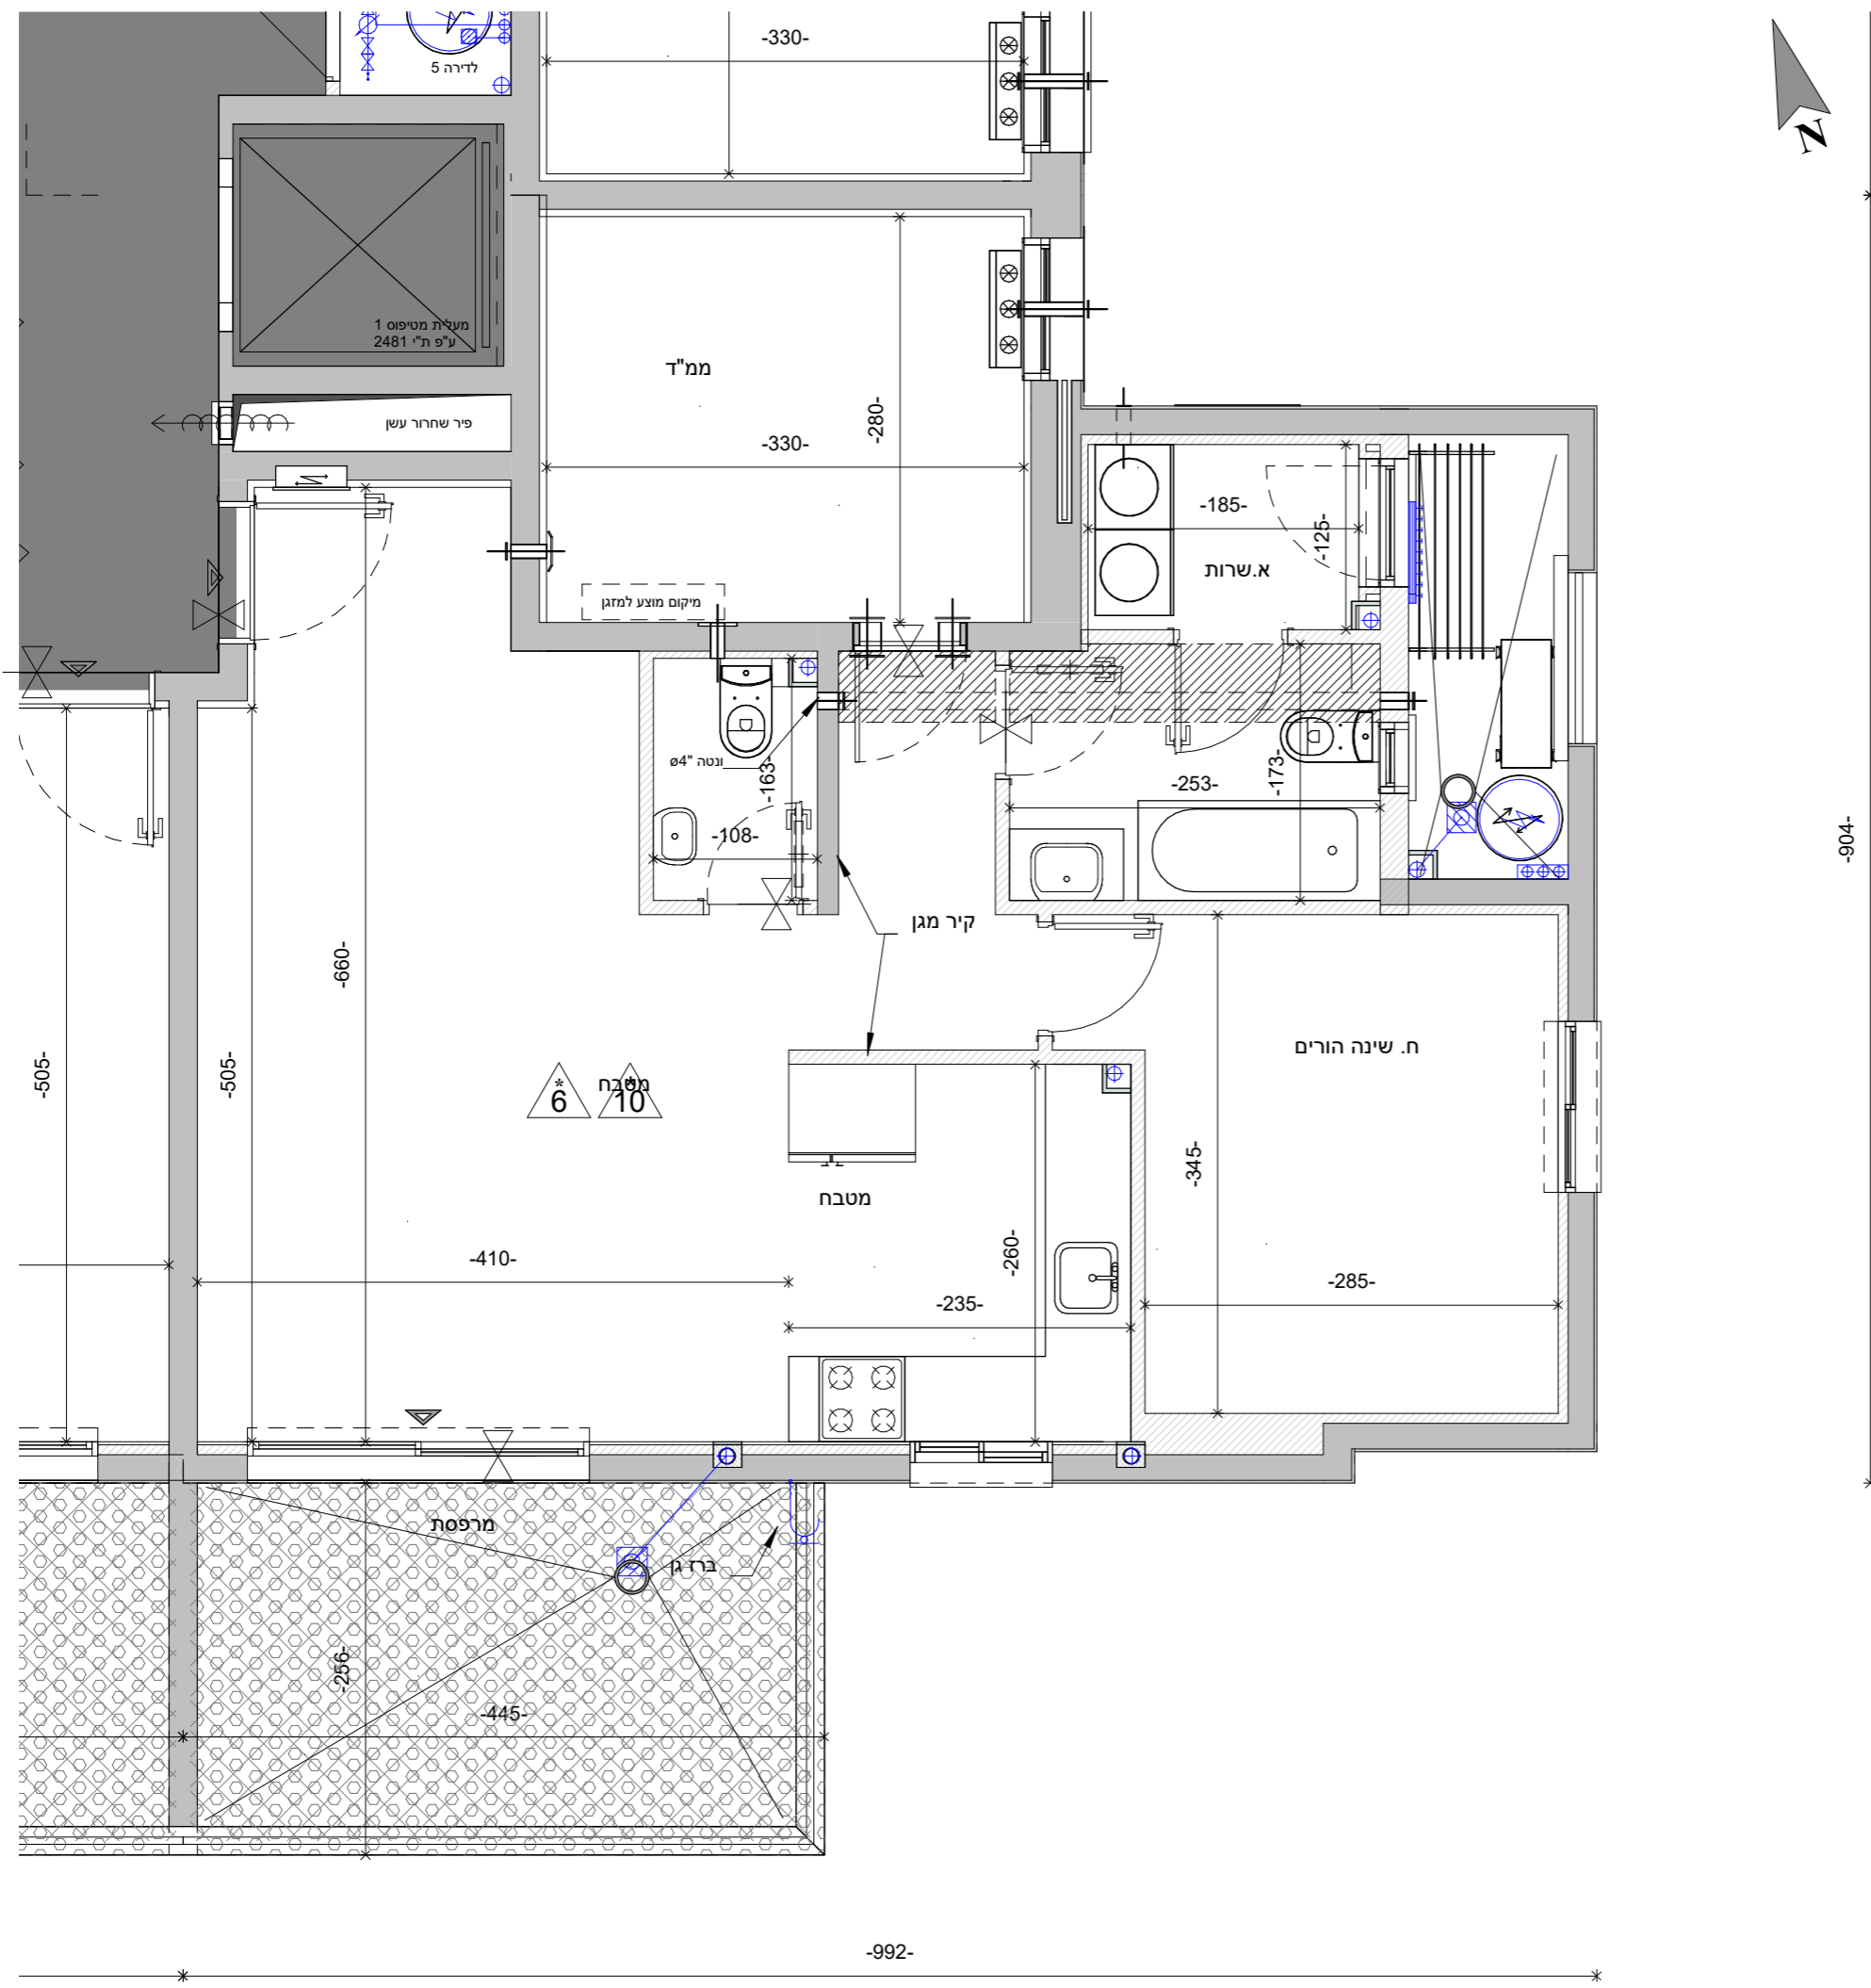 -330-
N
לדירה 5
מעלית מטיפוס 1
ע"פ ת"י 2481
ממ"ד
-280-
-330-
פיר שחרור עשן
-185-
-125-
א.שרות
מיקום מוצע למזגן
ונטה "4ø
-163-
-108-
-253-
-173-
-904-
קיר מגן
-660-
-505-
-505-
ח. שינה הורים
*
6
מטבח
10
-345-
מטבח
-410-
-260-
-235-
-285-
מרפסת
ברז גן
-256-
-445-
-992-